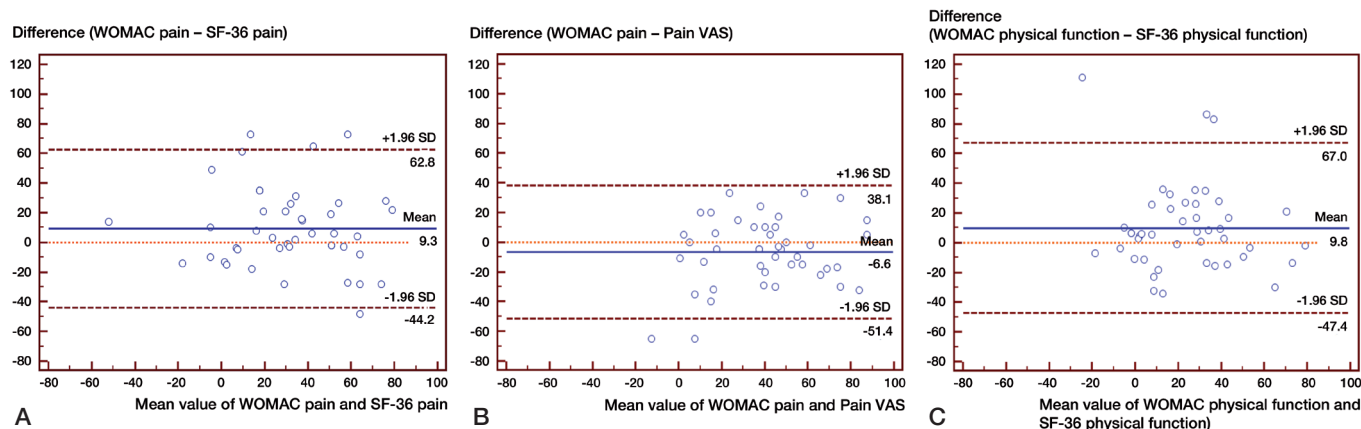 Difference (WOMAC pain – SF-36 pain)
120
100
80
60
40
20
0
-20
-40
-60
-80
+1.96 SD
62.8
Mean
9.3
-1.96 SD
-44.2
-80 -60 -40 -20 0 20 40 60 80 100
Mean value of WOMAC pain and SF-36 pain
A
Difference (WOMAC pain – Pain VAS)
120
100
80
60
40
20
0
-20
-40
-60
-80
+1.96 SD
38.1
Mean
-6.6
-1.96 SD
-51.4
-80 -60 -40 -20 0 20 40 60 80 100
Mean value of WOMAC pain and Pain VAS
B
Difference
(WOMAC physical function – SF-36 physical function)
120
100
80
60
40
20
0
-20
-40
-60
-80
+1.96 SD
67.0
Mean
9.8
-1.96 SD
-47.4
-80 -60 -40 -20 0 20 40 60 80 100
Mean value of WOMAC physical function and
SF-36 physical function)
C